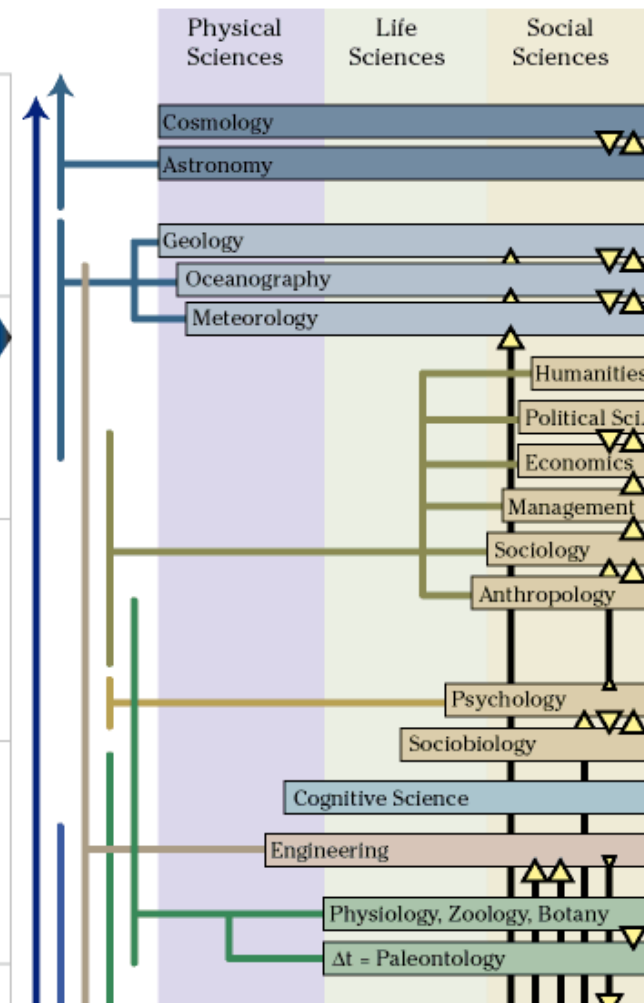 Physical Sciences
Life Sciences
Social Sciences
Cosmology
Astronomy
Geology
Oceanography
Meteorology
Humanities
Political Sci.
Economics
Management
Sociology
Anthropology
Psychology
Sociobiology
Cognitive Science
Engineering
Physiology, Zoology, Botany
Δt = Paleontology